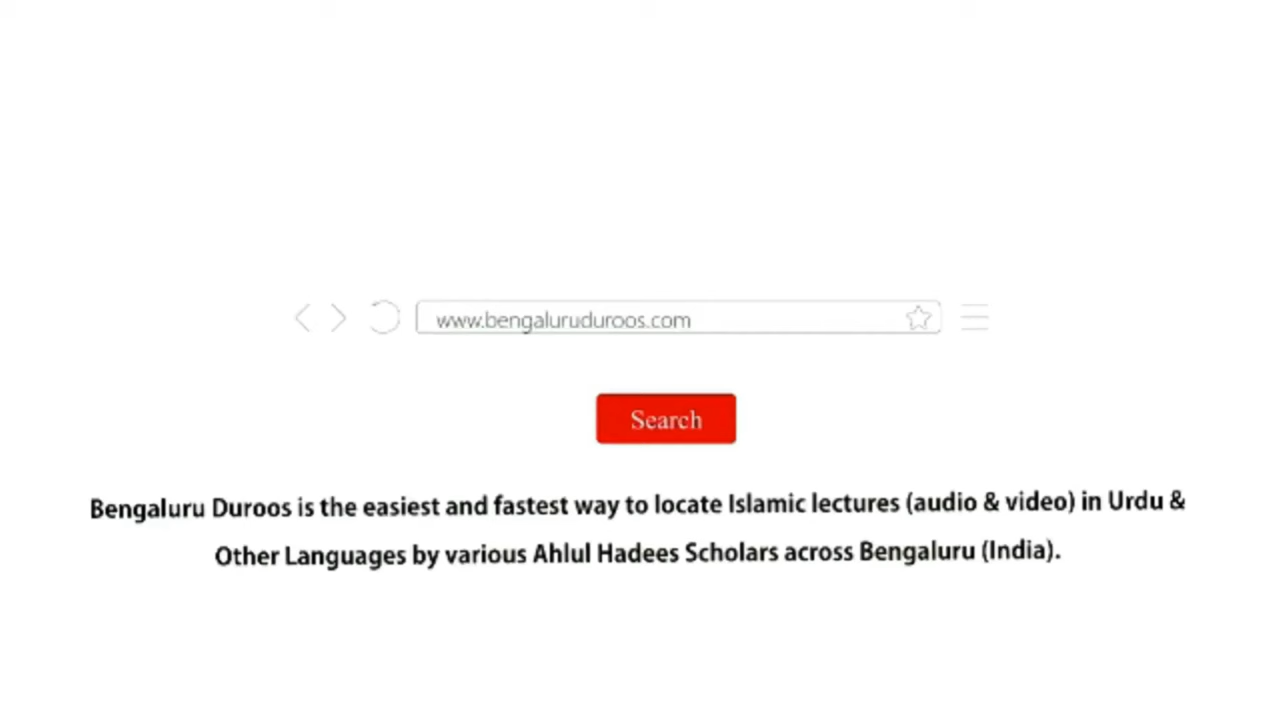 www.bengaluruduroos.com
Search
Bengaluru Duroos is the easiest and fastest way to locate Islamic lectures (audio & video) in Urdu &
Other Languages by various Ahlul Hadees Scholars across Bengaluru (India).